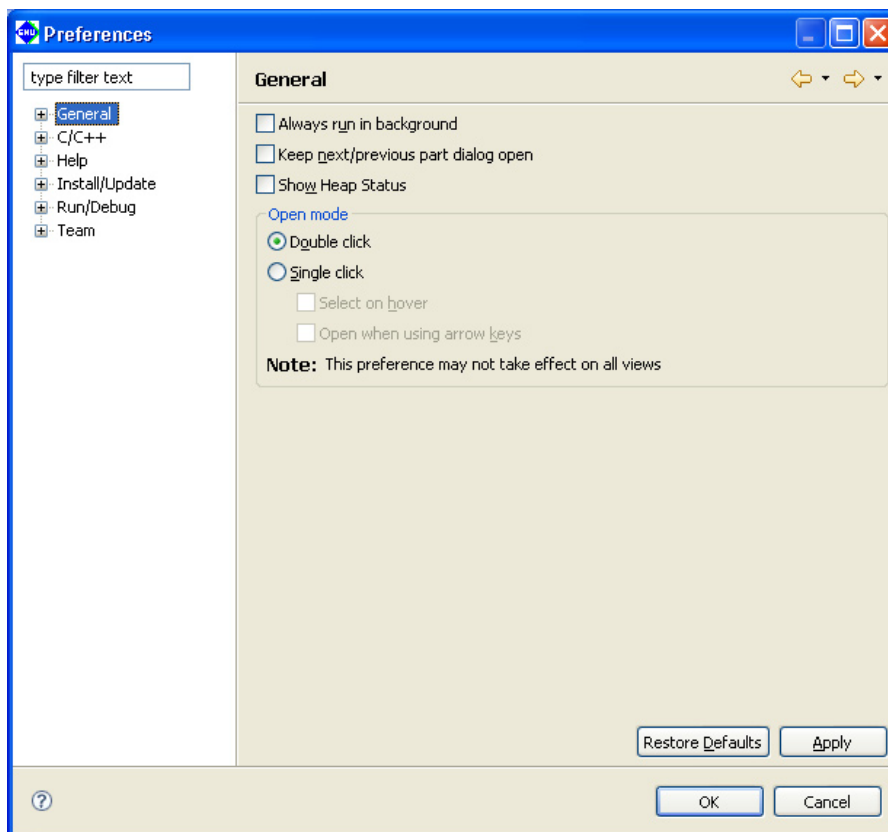 GNU Preferences
type filter text
General
C/C++
Help
Install/Update
Run/Debug
Team
General
Always run in background
Keep next/previous part dialog open
Show Heap Status
Open mode
Double click
Single click
Select on hover
Open when using arrow keys
Note: This preference may not take effect on all views
Restore Defaults Apply
? OK Cancel